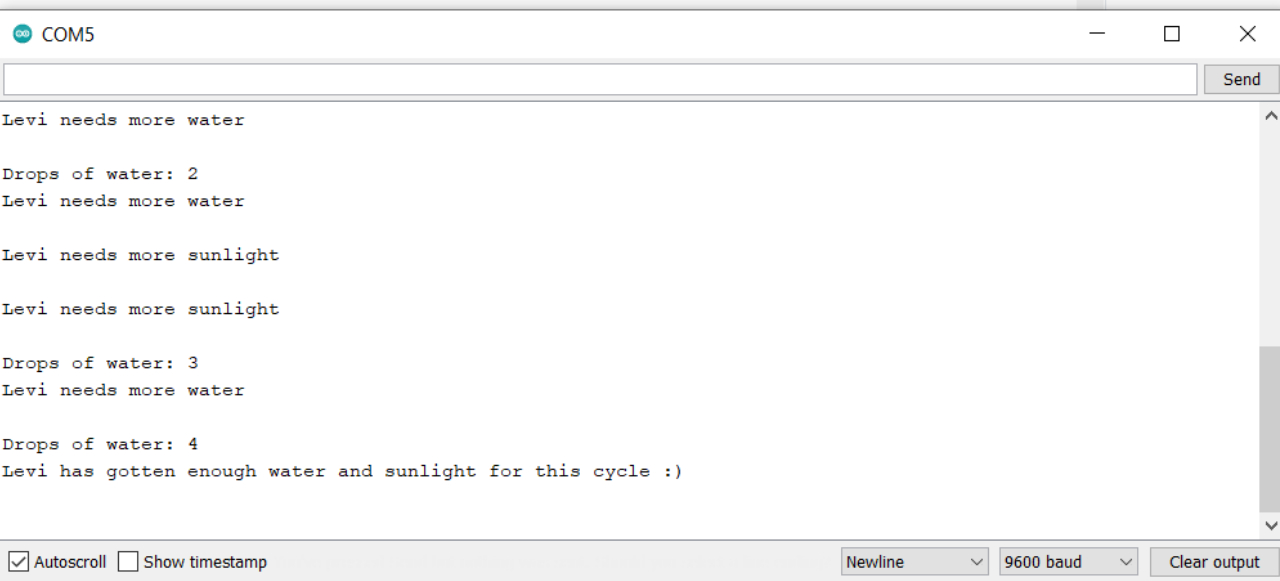 COM5
Send
Levi needs more water
Drops of water: 2
Levi needs more water
Levi needs more sunlight
Levi needs more sunlight
Drops of water: 3
Levi needs more water
Drops of water: 4
Levi has gotten enough water and sunlight for this cycle :)
Autoscroll Show timestamp Newline 9600 baud Clear output